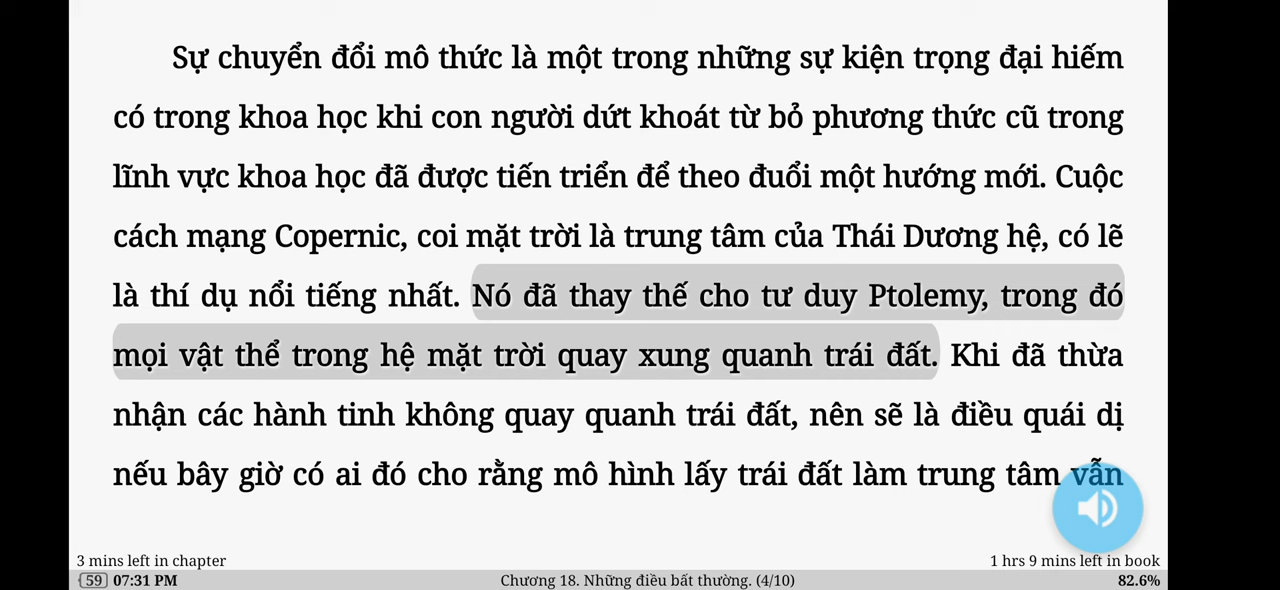 Sự chuyển đổi mô thức là một trong những sự kiện trọng đại hiếm
có trong khoa học khi con người dứt khoát từ bỏ phương thức cũ trong
lĩnh vực khoa học đã được tiến triển để theo đuổi một hướng mới. Cuộc
cách mạng Copernic, coi mặt trời là trung tâm của Thái Dương hệ, có lẽ
là thí dụ nổi tiếng nhất. Nó đã thay thế cho tư duy Ptolemy, trong đó
mọi vật thể trong hệ mặt trời quay xung quanh trái đất. Khi đã thừa
nhận các hành tinh không quay quanh trái đất, nên sẽ là điều quái dị
nếu bây giờ có ai đó cho rằng mô hình lấy trái đất làm trung tâm vẫn
3 mins left in chapter 1 hrs 9 mins left in book
59 07:31 PM Chương 18. Những điều bất thường. (4/10) 82.6%